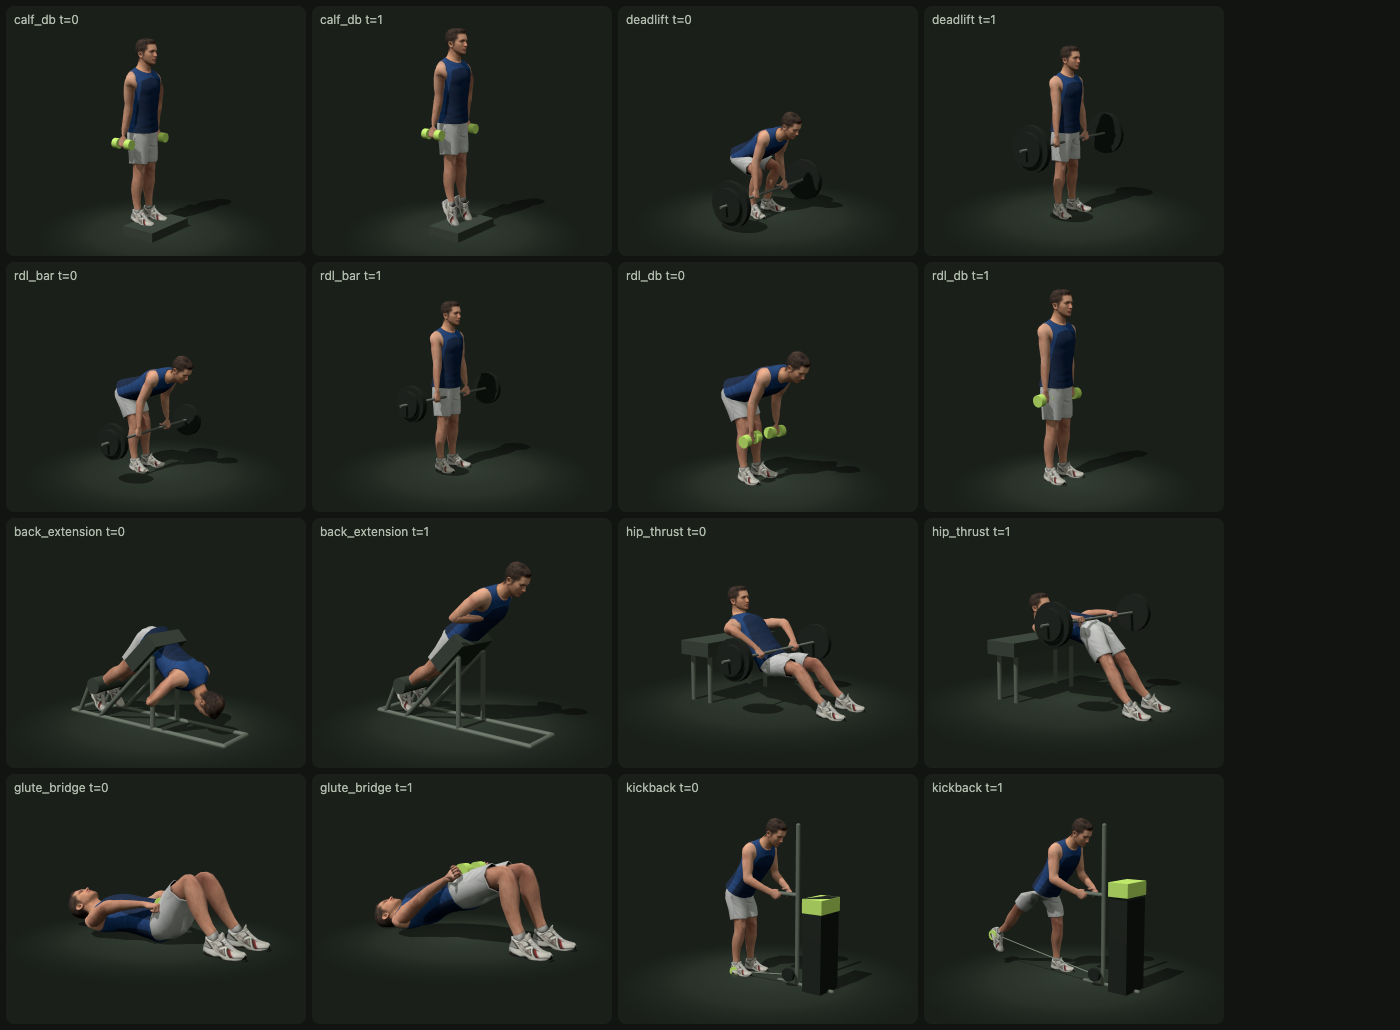 calf_db t=0
calf_db t=1
deadlift t=0
deadlift t=1
rdl_bar t=0
rdl_bar t=1
rdl_db t=0
rdl_db t=1
back_extension t=0
back_extension t=1
hip_thrust t=0
hip_thrust t=1
glute_bridge t=0
glute_bridge t=1
kickback t=0
kickback t=1